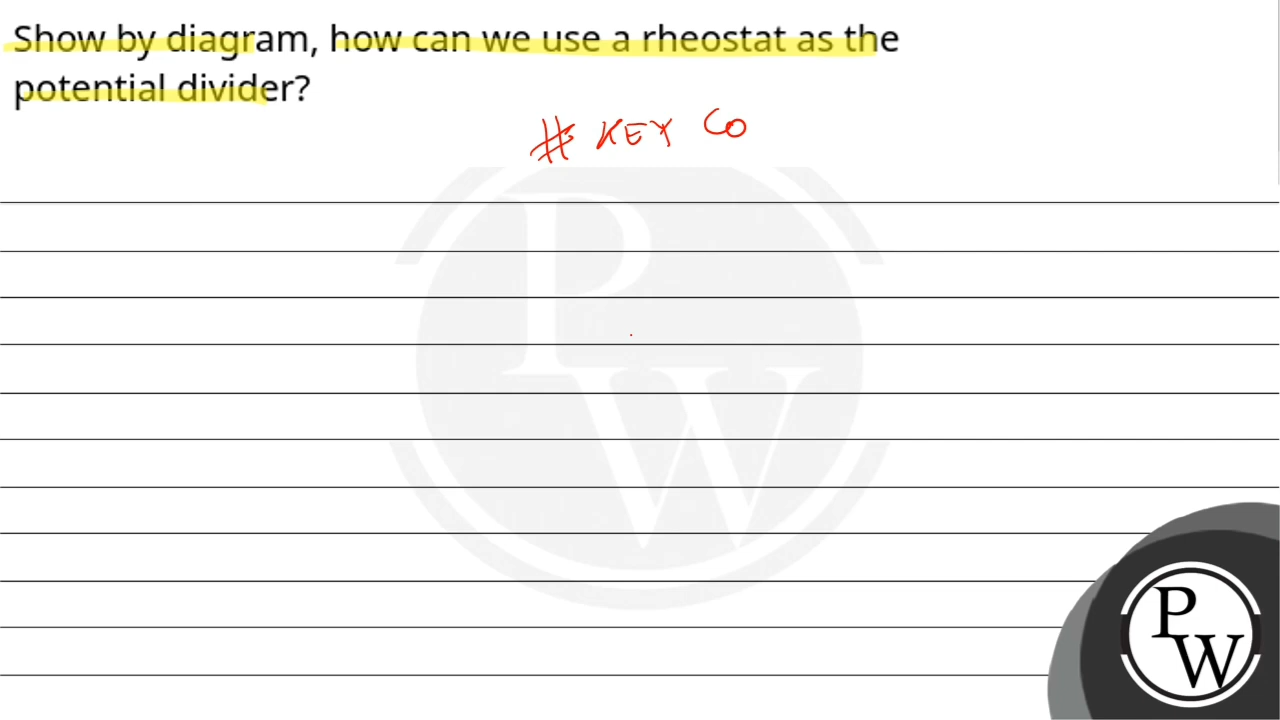 Show by diagram, how can we use a rheostat as the
potential divider?
# KEY CO
P
W
P
W